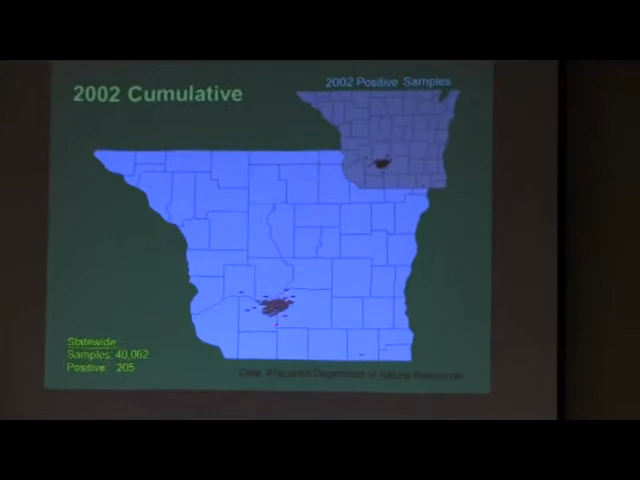 2002 Positive Samples
2002 Cumulative
Statewide:
Samples: 40,062
Positive: 205
Data: Wisconsin Department of Natural Resources